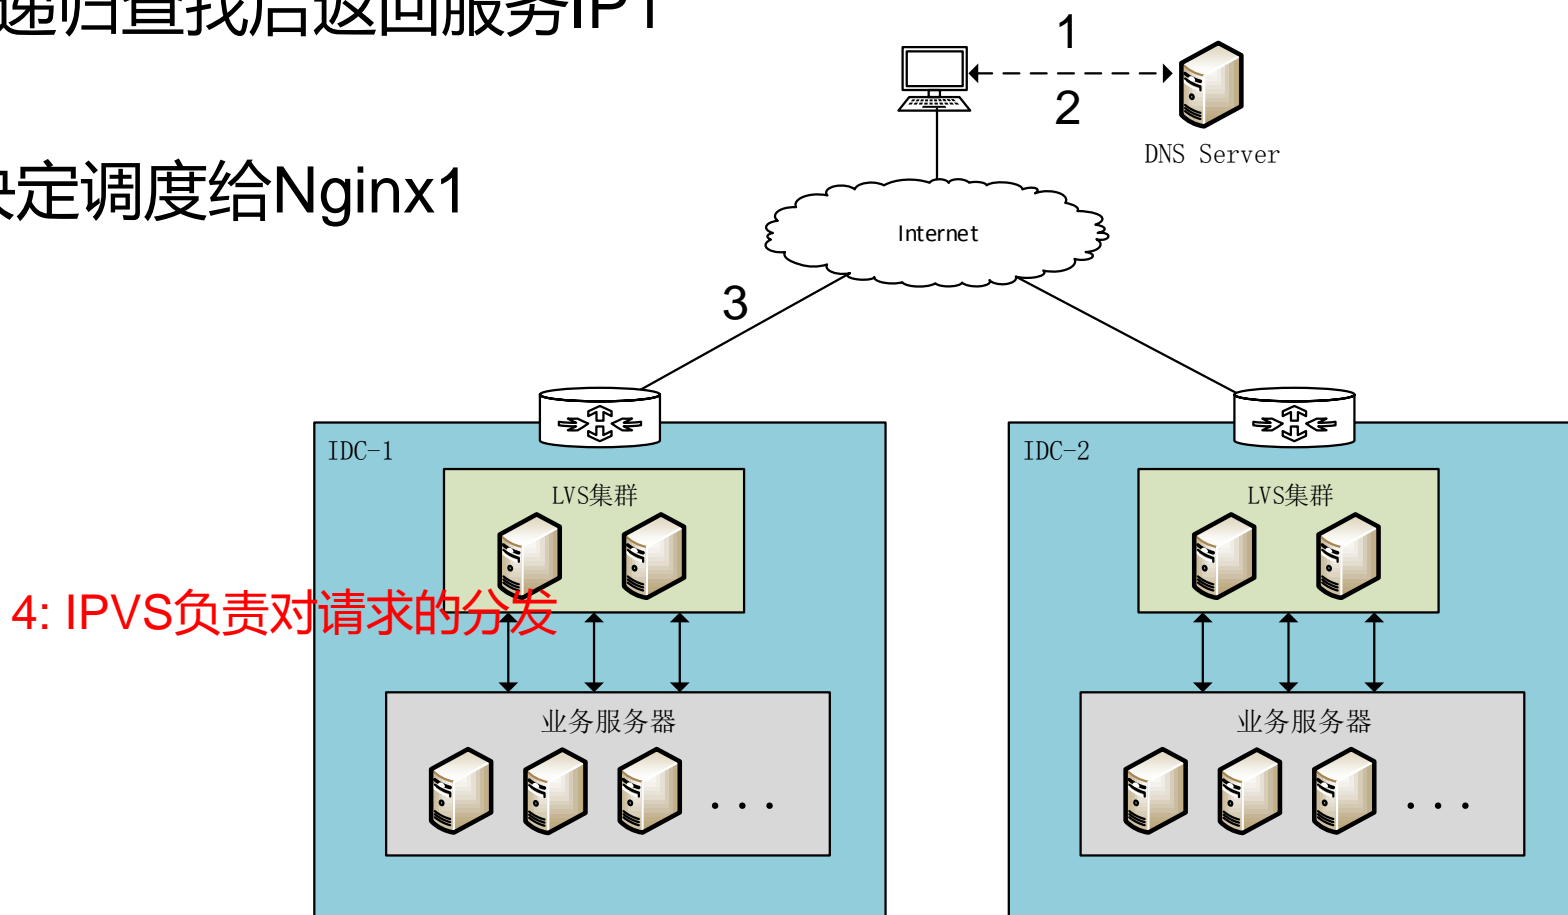 递归查找后返回服务IP1
1
2
DNS Server
决定调度给Nginx1
Internet
3
IDC-1
LVS集群
IDC-2
LVS集群
4: IPVS负责对请求的分发
业务服务器
...
业务服务器
...